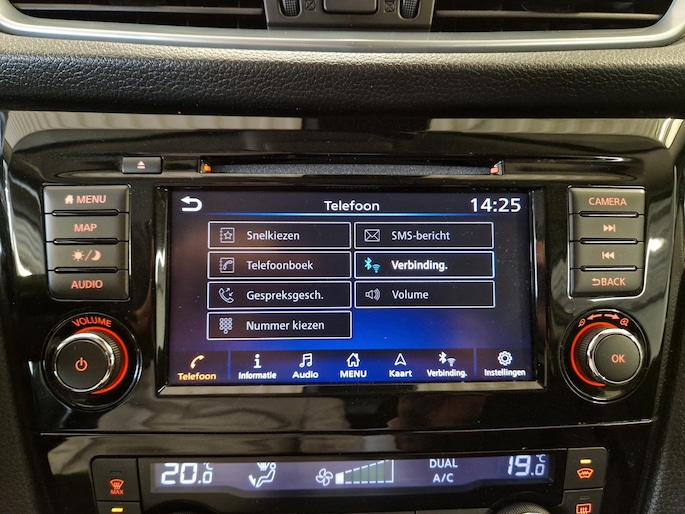 MENU
MAP
AUDIO
VOLUME
Telefoon 14:25
Snelkiezen SMS-bericht
Telefoonboek Verbinding.
Gespreksgesch. Volume
Nummer kiezen
Telefoon Informatie Audio MENU Kaart Verbinding. Instellingen
CAMERA
BACK
OK
MAX
20.0 °C
DUAL
A/C
19.0 °C